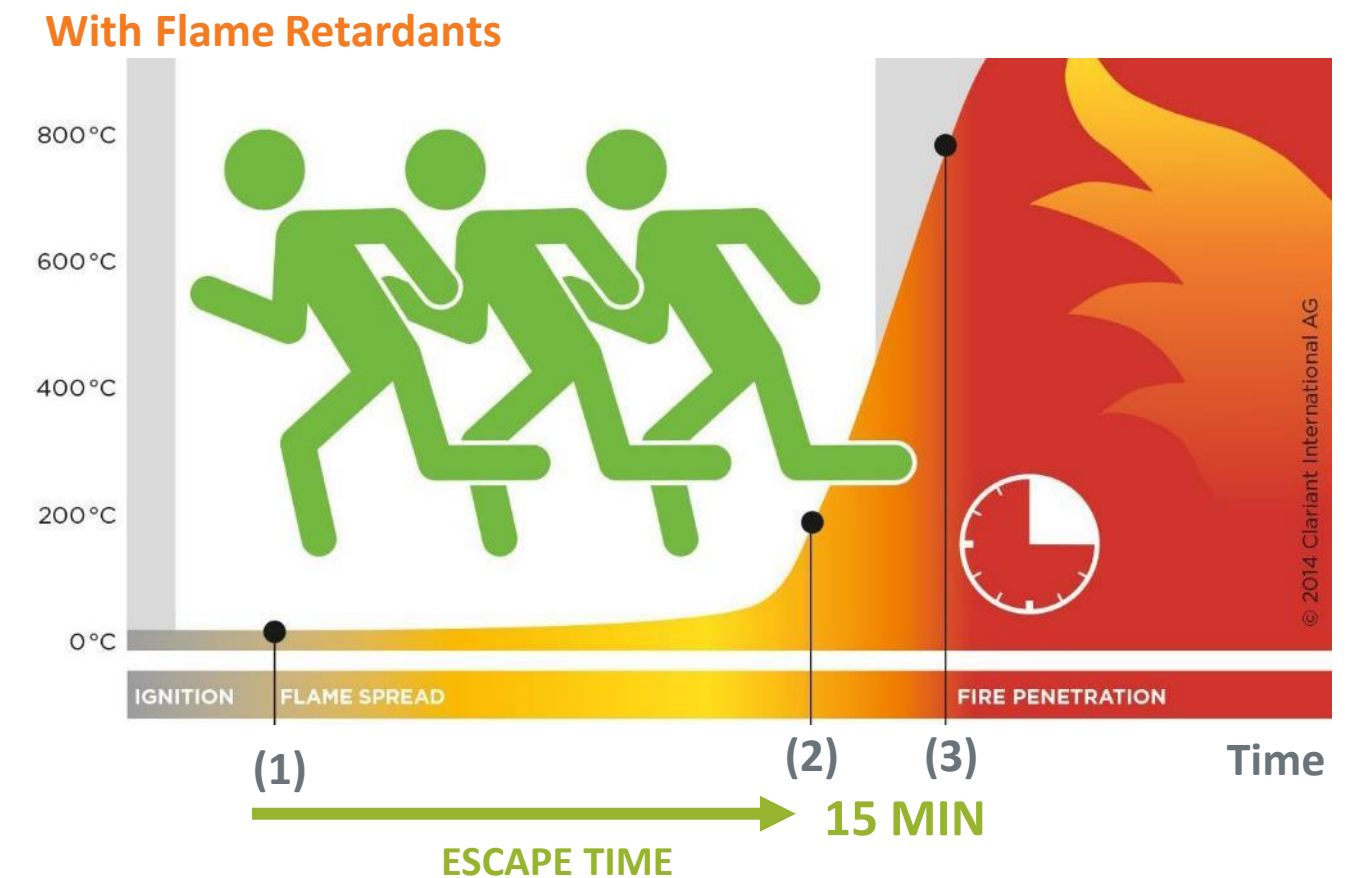 With Flame Retardants
800°C
600°C
400°C
200°C
0°C
IGNITION
FLAME SPREAD
FIRE PENETRATION
(1)
(2)
(3)
Time
15 MIN
ESCAPE TIME
© 2014 Clariant International AG